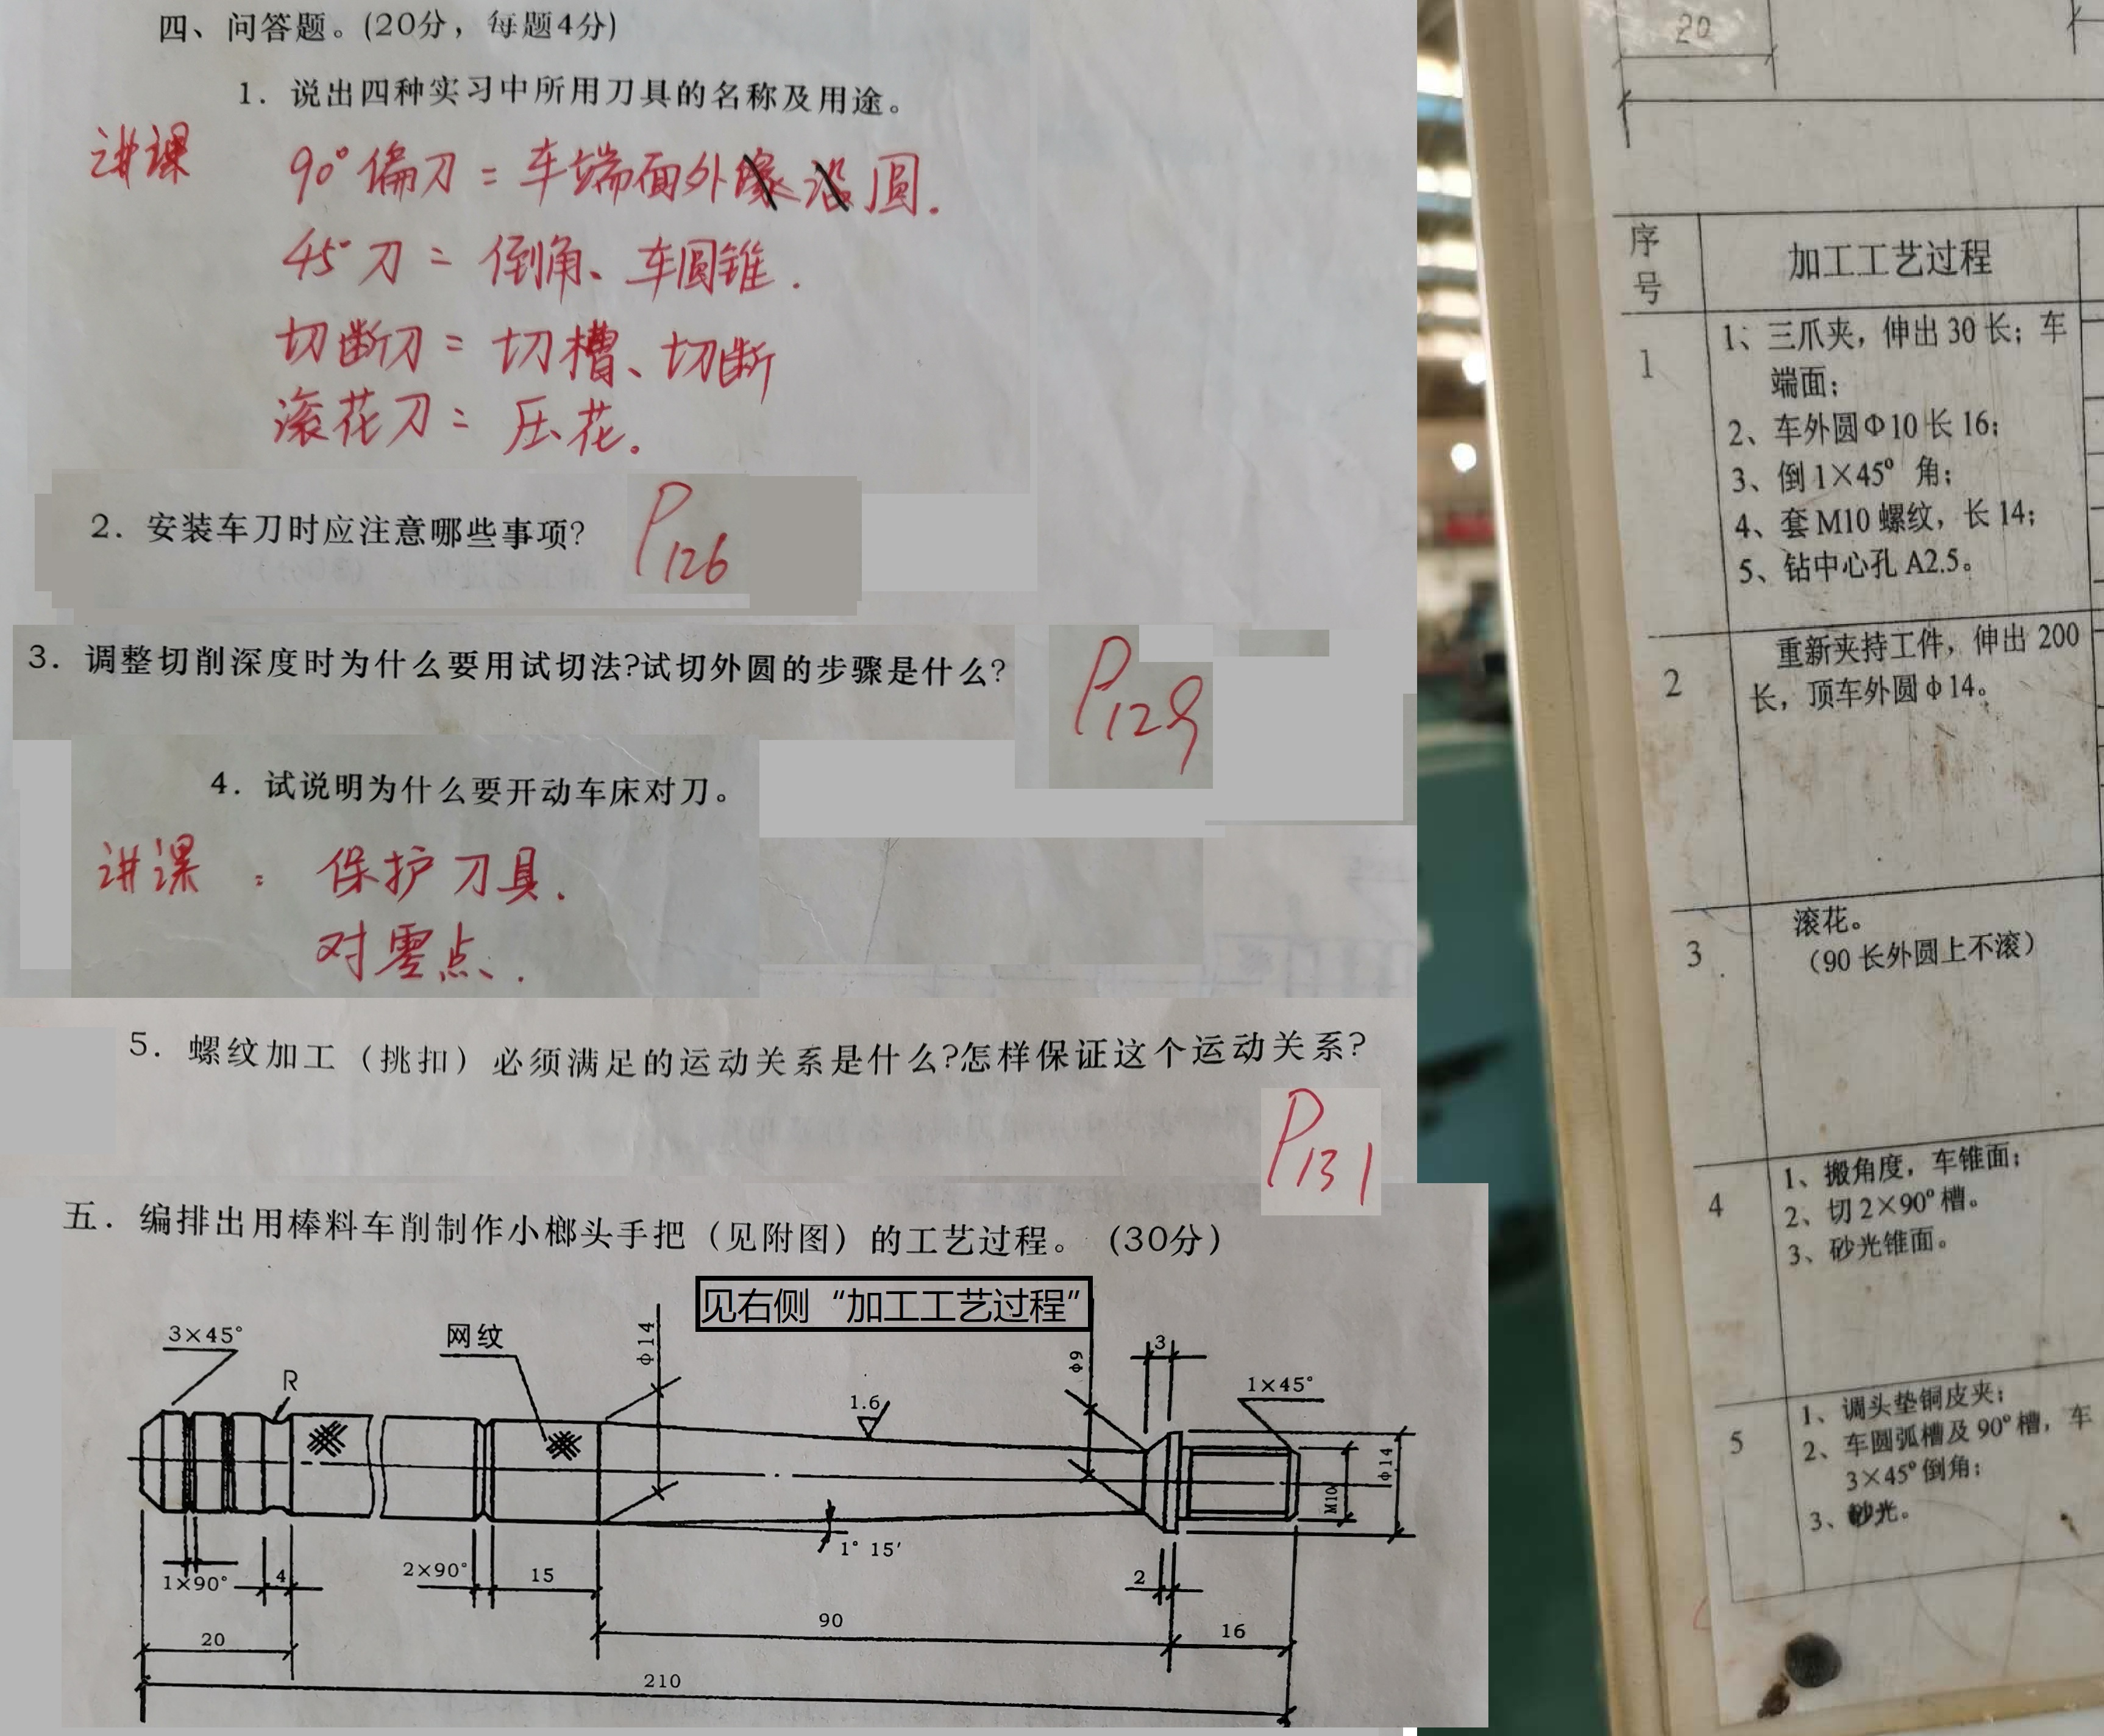 四、问答题。(20分，每题4分)
1. 说出四种实习中所用刀具的名称及用途。
讲课
90°偏刀 = 车端面外圆.
45°刀 = 倒角、车圆锥.
切断刀 = 切槽、切断
滚花刀 = 压花.
2. 安装车刀时应注意哪些事项?
P126
3. 调整切削深度时为什么要用试切法?试切外圆的步骤是什么?
P129
4. 试说明为什么要开动车床对刀。
讲课 : 保护刀具.
对零点.
5. 螺纹加工（挑扣）必须满足的运动关系是什么?怎样保证这个运动关系?
P131
五. 编排出用棒料车削制作小榔头手把（见附图）的工艺过程。（30分）
见右侧“加工工艺过程”
3×45°
R
网纹
φ14
1.6
φ9
3
1×45°
M10
φ14
1×90°
4
2×90°
15
1° 15′
2
20
90
16
210
20
序号
加工工艺过程
1
1、三爪夹，伸出30长；车
端面；
2、车外圆Φ10长16；
3、倒1×45°角；
4、套M10螺纹，长14；
5、钻中心孔A2.5。
2
重新夹持工件，伸出200
长，顶车外圆φ14。
3
滚花。
（90长外圆上不滚）
4
1、搬角度，车锥面；
2、切2×90°槽。
3、砂光锥面。
5
1、调头垫铜皮夹；
2、车圆弧槽及90°槽，车
3×45°倒角；
3、砂光。